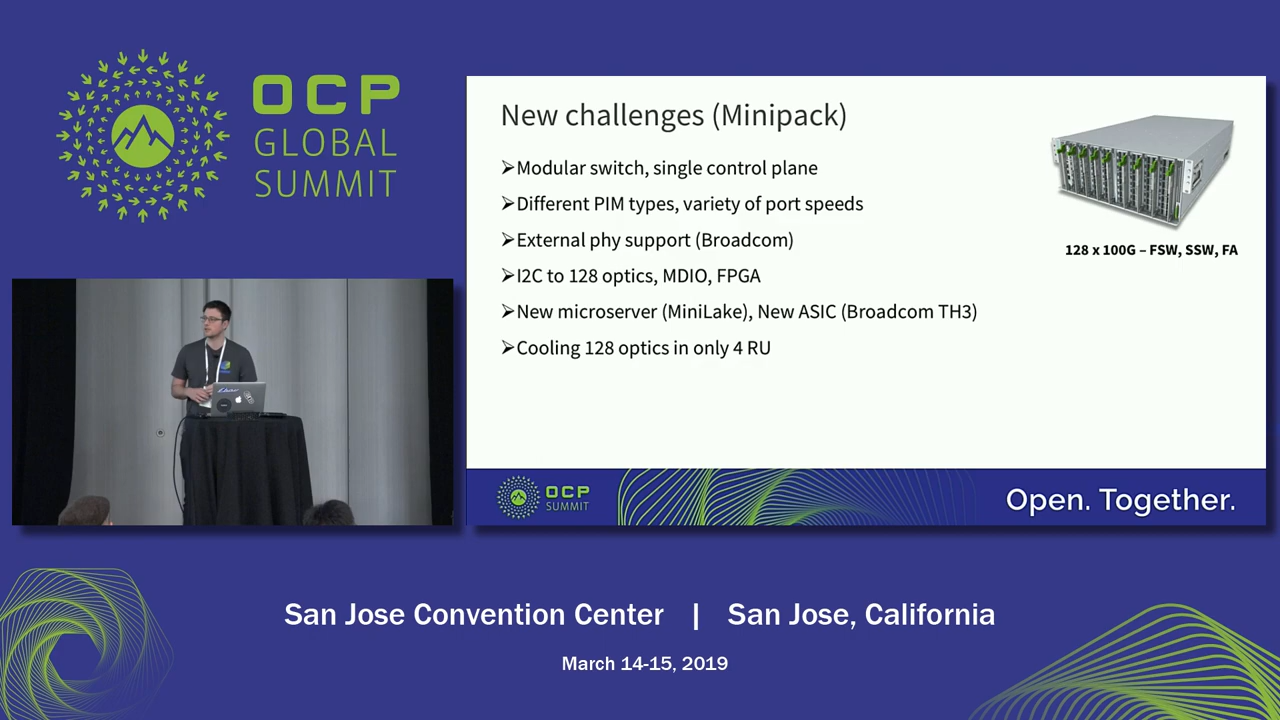 OCP
GLOBAL
SUMMIT
New challenges (Minipack)
➢Modular switch, single control plane
➢Different PIM types, variety of port speeds
➢External phy support (Broadcom)
➢I2C to 128 optics, MDIO, FPGA
➢New microserver (MiniLake), New ASIC (Broadcom TH3)
➢Cooling 128 optics in only 4 RU
128 x 100G – FSW, SSW, FA
OCP
SUMMIT
Open. Together.
San Jose Convention Center | San Jose, California
March 14-15, 2019